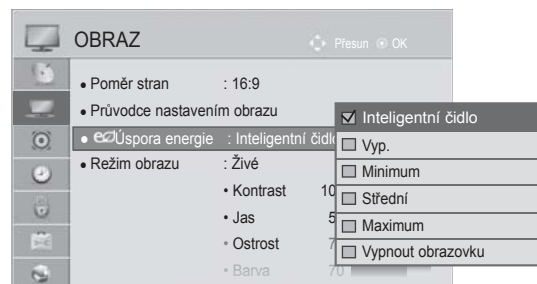 OBRAZ
Přesun OK
• Poměr stran : 16:9
• Průvodce nastavením obrazu
• Úspora energie : Inteligentní čidlo
• Režim obrazu : Živé
• Kontrast 10
• Jas 5
• Ostrost 7
• Barva 70
Inteligentní čidlo
Vyp.
Minimum
Střední
Maximum
Vypnout obrazovku